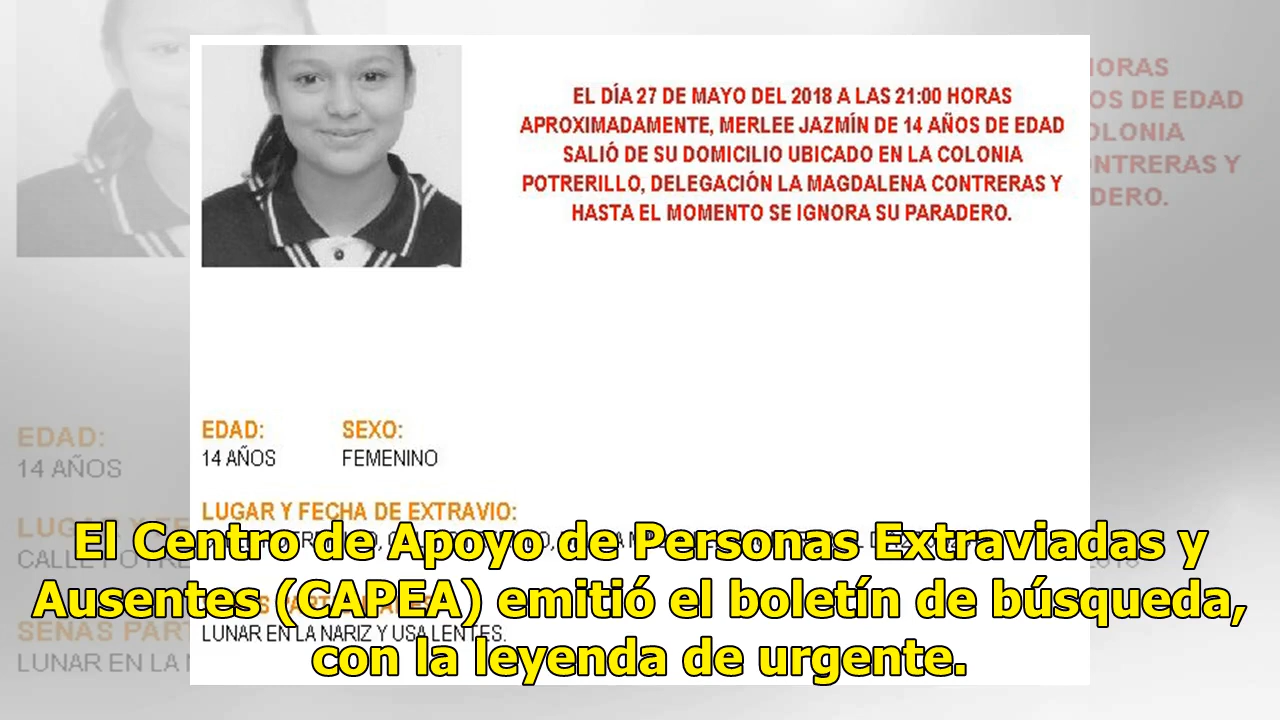 EL DÍA 27 DE MAYO DEL 2018 A LAS 21:00 HORAS
APROXIMADAMENTE, MERLEE JAZMÍN DE 14 AÑOS DE EDAD
SALIÓ DE SU DOMICILIO UBICADO EN LA COLONIA
POTRERILLO, DELEGACIÓN LA MAGDALENA CONTRERAS Y
HASTA EL MOMENTO SE IGNORA SU PARADERO.
EDAD: SEXO:
14 AÑOS FEMENINO
LUGAR Y FECHA DE EXTRAVIO:
El Centro de Apoyo de Personas Extraviadas y
Ausentes (CAPEA) emitió el boletín de búsqueda,
LUNAR EN LA NARIZ Y USA LENTES.
con la leyenda de urgente.